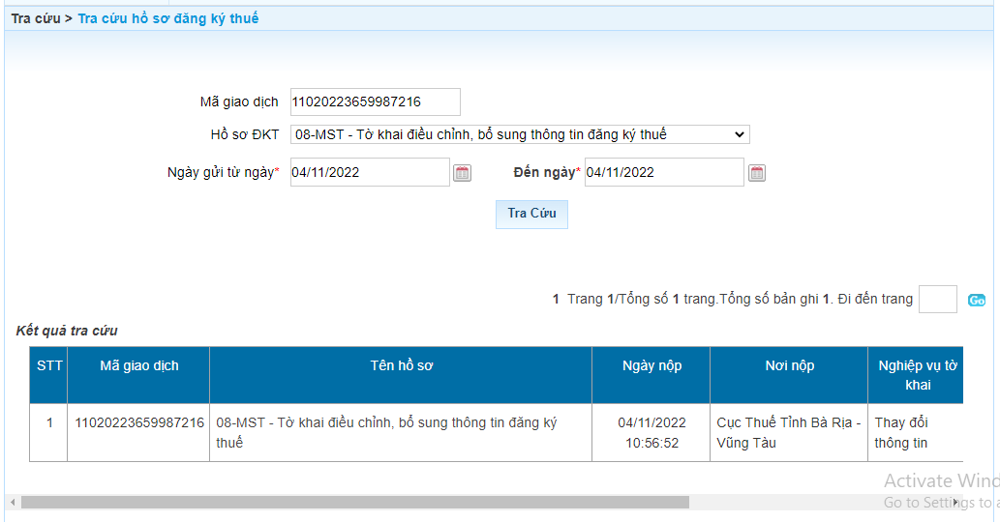 Tra cứu > Tra cứu hồ sơ đăng ký thuế
Mã giao dịch 11020223659987216
Hồ sơ ĐKT 08-MST - Tờ khai điều chỉnh, bổ sung thông tin đăng ký thuế
Ngày gửi từ ngày* 04/11/2022 Đến ngày* 04/11/2022
Tra Cứu
1 Trang 1/Tổng số 1 trang.Tổng số bản ghi 1. Đi đến trang Go
Kết quả tra cứu
STT Mã giao dịch Tên hồ sơ Ngày nộp Nơi nộp Nghiệp vụ tờ
khai
1 11020223659987216 08-MST - Tờ khai điều chỉnh, bổ sung thông tin đăng ký 04/11/2022 Cục Thuế Tỉnh Bà Rịa - Thay đổi
thuế 10:56:52 Vũng Tàu thông tin
Activate Wind
Go to Settings to a